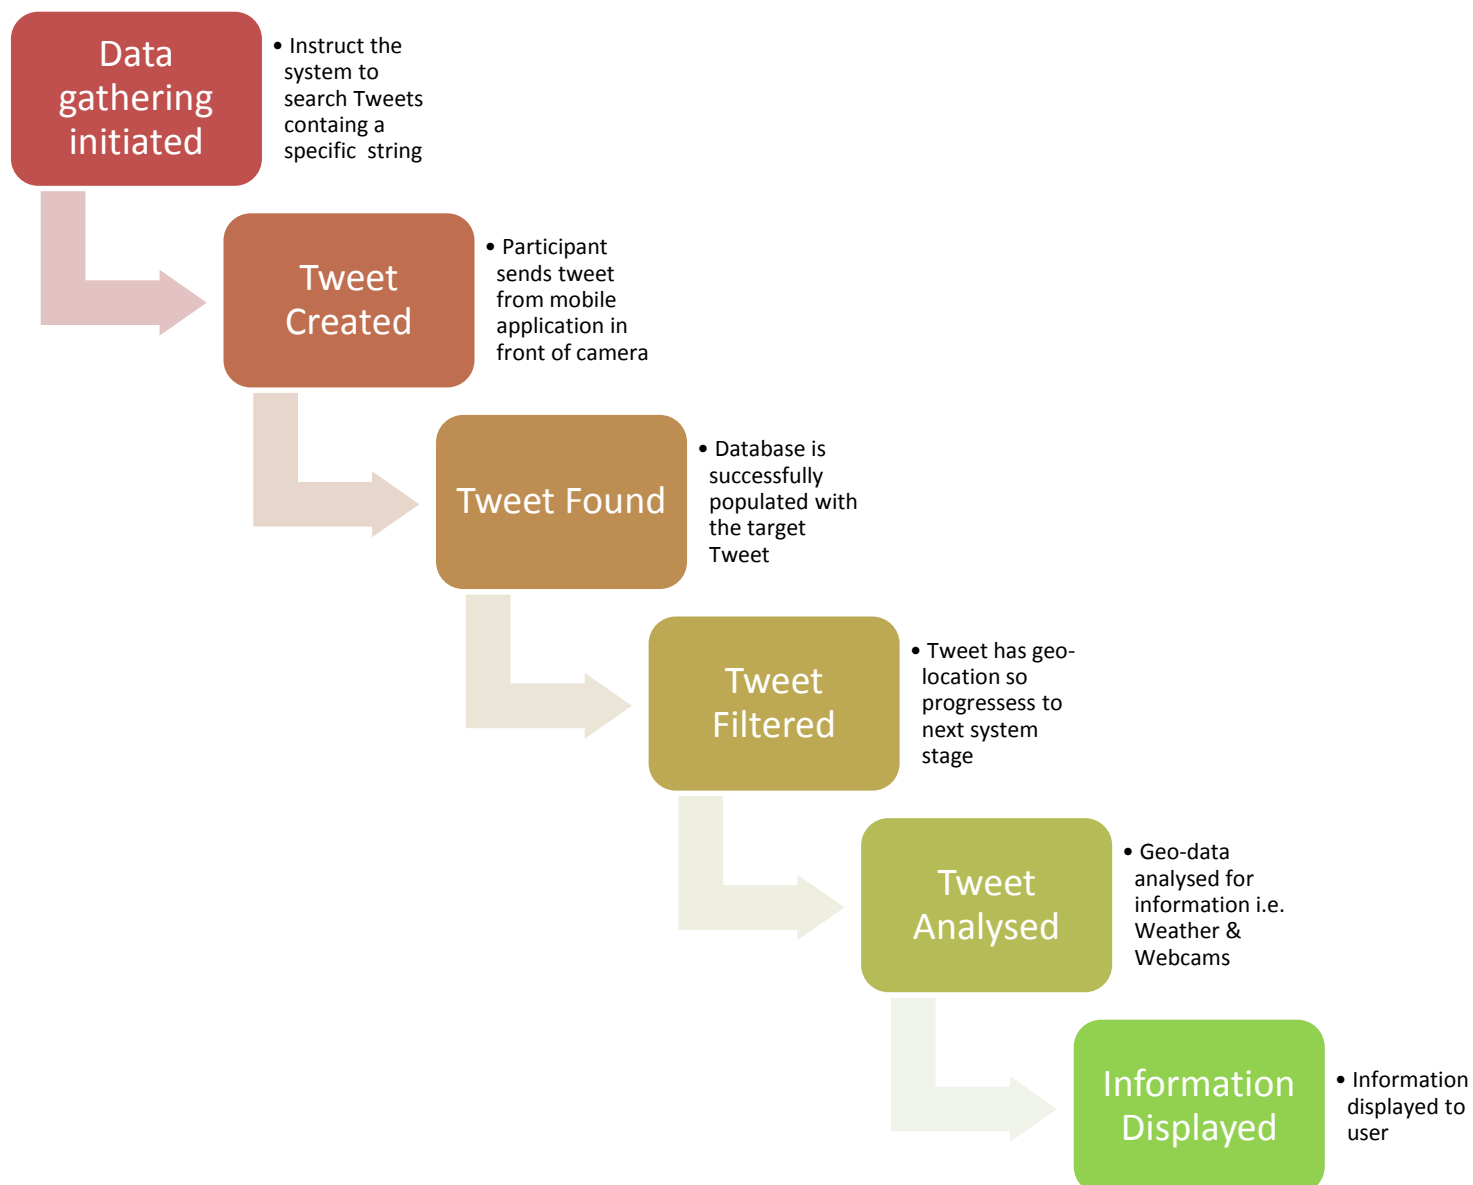 Data
gathering
initiated
• Instruct the
system to
search Tweets
containg a
specific string
Tweet
Created
• Participant
sends tweet
from mobile
application in
front of camera
Tweet Found
• Database is
successfully
populated with
the target
Tweet
Tweet
Filtered
• Tweet has geo-
location so
progressess to
next system
stage
Tweet
Analysed
• Geo-data
analysed for
information i.e.
Weather &
Webcams
Information
Displayed
• Information
displayed to
user